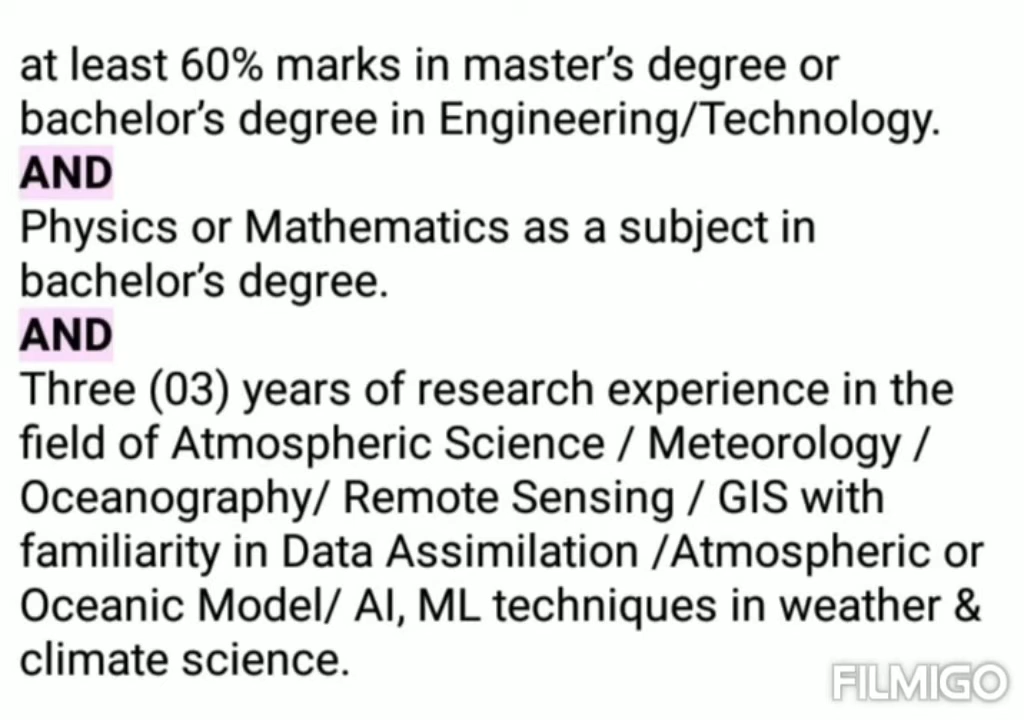 at least 60% marks in master's degree or
bachelor's degree in Engineering/Technology.
AND
Physics or Mathematics as a subject in
bachelor's degree.
AND
Three (03) years of research experience in the
field of Atmospheric Science / Meteorology /
Oceanography/ Remote Sensing / GIS with
familiarity in Data Assimilation /Atmospheric or
Oceanic Model/ AI, ML techniques in weather &
climate science.
FILMIGO